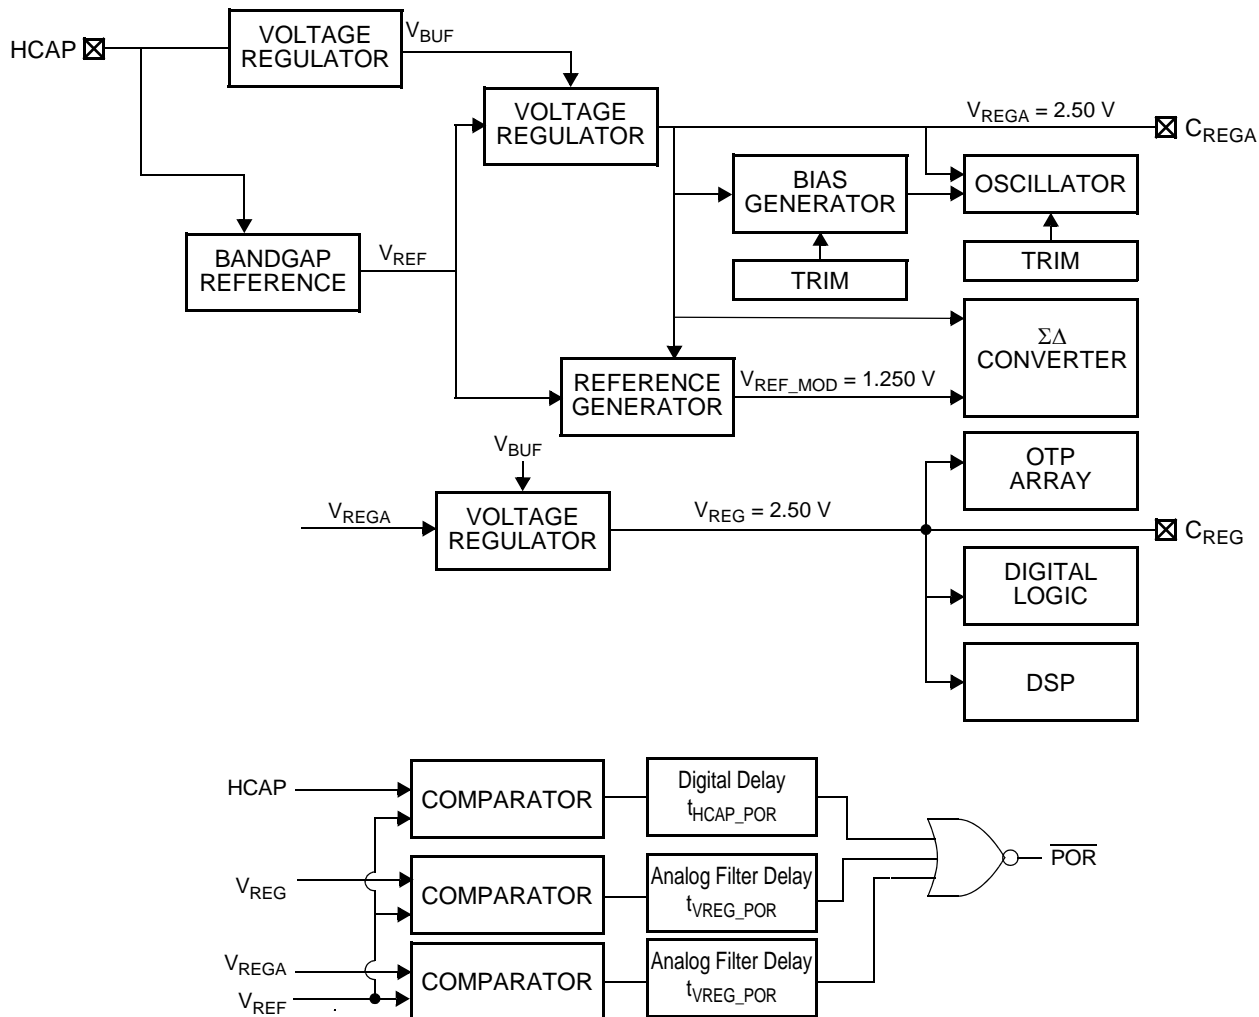 HCAP
VOLTAGE
REGULATOR
VBUF
VOLTAGE
REGULATOR
VREGA = 2.50 V
CREGA
BIAS
GENERATOR
OSCILLATOR
TRIM
TRIM
BANDGAP
REFERENCE
VREF
ΣΔ
CONVERTER
REFERENCE
GENERATOR
VREF_MOD = 1.250 V
VBUF
OTP
ARRAY
VREGA
VOLTAGE
REGULATOR
VREG = 2.50 V
CREG
DIGITAL
LOGIC
DSP
HCAP
COMPARATOR
Digital Delay
tHCAP_POR
VREG
COMPARATOR
Analog Filter Delay
tVREG_POR
POR
VREGA
VREF
COMPARATOR
Analog Filter Delay
tVREG_POR